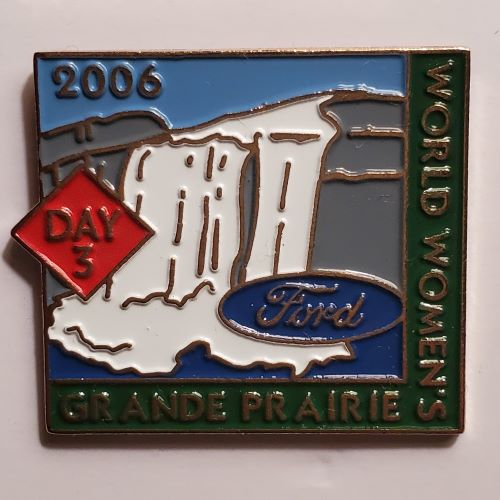 2006
DAY
3
Ford
WORLD WOMEN'S
GRANDE PRAIRIE